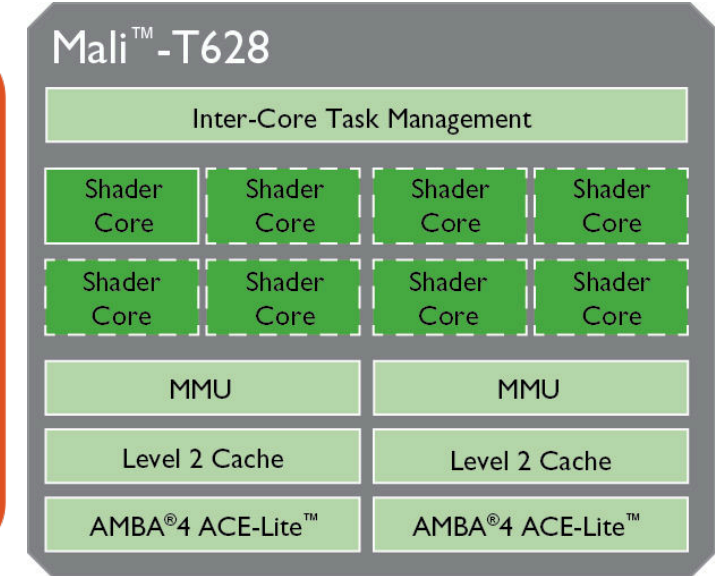 Mali™-T628
Inter-Core Task Management
Shader Shader Shader Shader
Core Core Core Core
Shader Shader Shader Shader
Core Core Core Core
MMU MMU
Level 2 Cache Level 2 Cache
AMBA®4 ACE-Lite™ AMBA®4 ACE-Lite™